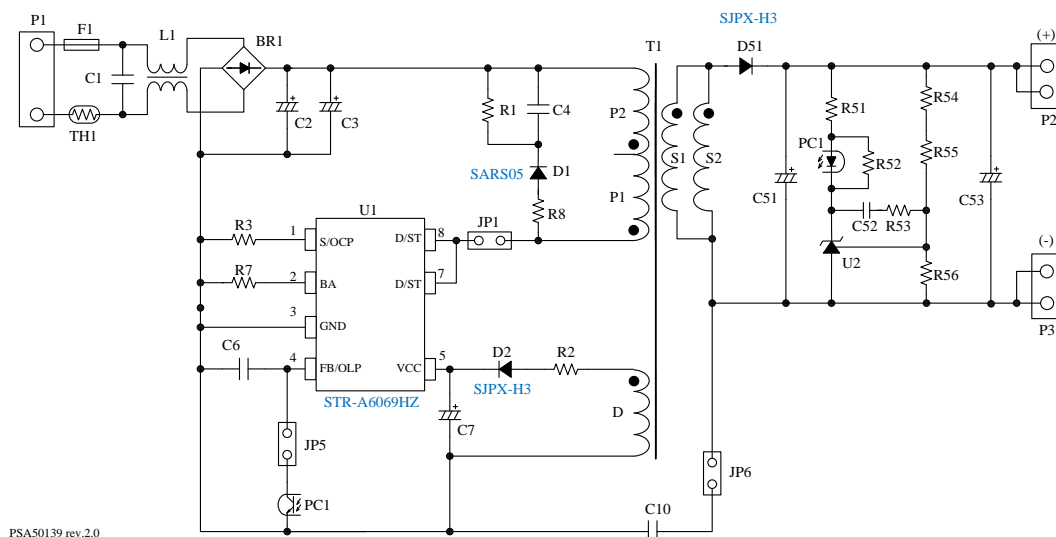 SJPX-H3
P1
F1
L1
BR1
T1
D51
(+)
C1
C2
C3
R1
C4
P2
S1
S2
R51
R54
P2
TH1
PC1
R52
R55
SARS05
D1
P1
C51
C53
R8
C52
R53
U1
JP1
R3
1
S/OCP
D/ST
8
U2
(-)
R7
2
BA
D/ST
7
R56
3
GND
P3
C6
4
FB/OLP
VCC
5
D2
R2
SJPX-H3
STR-A6069HZ
C7
D
JP5
JP6
PC1
C10
PSA50139 rev.2.0